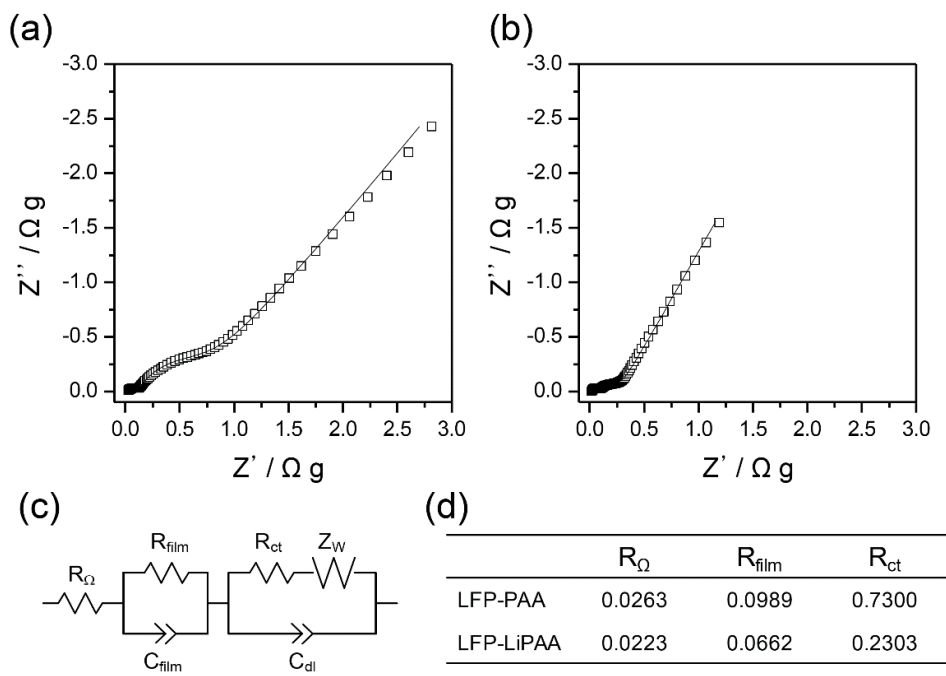 (a)
-3.0
-2.5
-2.0
-1.5
-1.0
-0.5
0.0
Z’’ / Ω g
0.0 0.5 1.0 1.5 2.0 2.5 3.0
Z’ / Ω g
(b)
-3.0
-2.5
-2.0
-1.5
-1.0
-0.5
0.0
Z’’ / Ω g
0.0 0.5 1.0 1.5 2.0 2.5 3.0
Z’ / Ω g
(c)
RΩ
Rfilm
Cfilm
Rct ZW
Cdl
(d)
RΩ Rfilm Rct
LFP-PAA 0.0263 0.0989 0.7300
LFP-LiPAA 0.0223 0.0662 0.2303